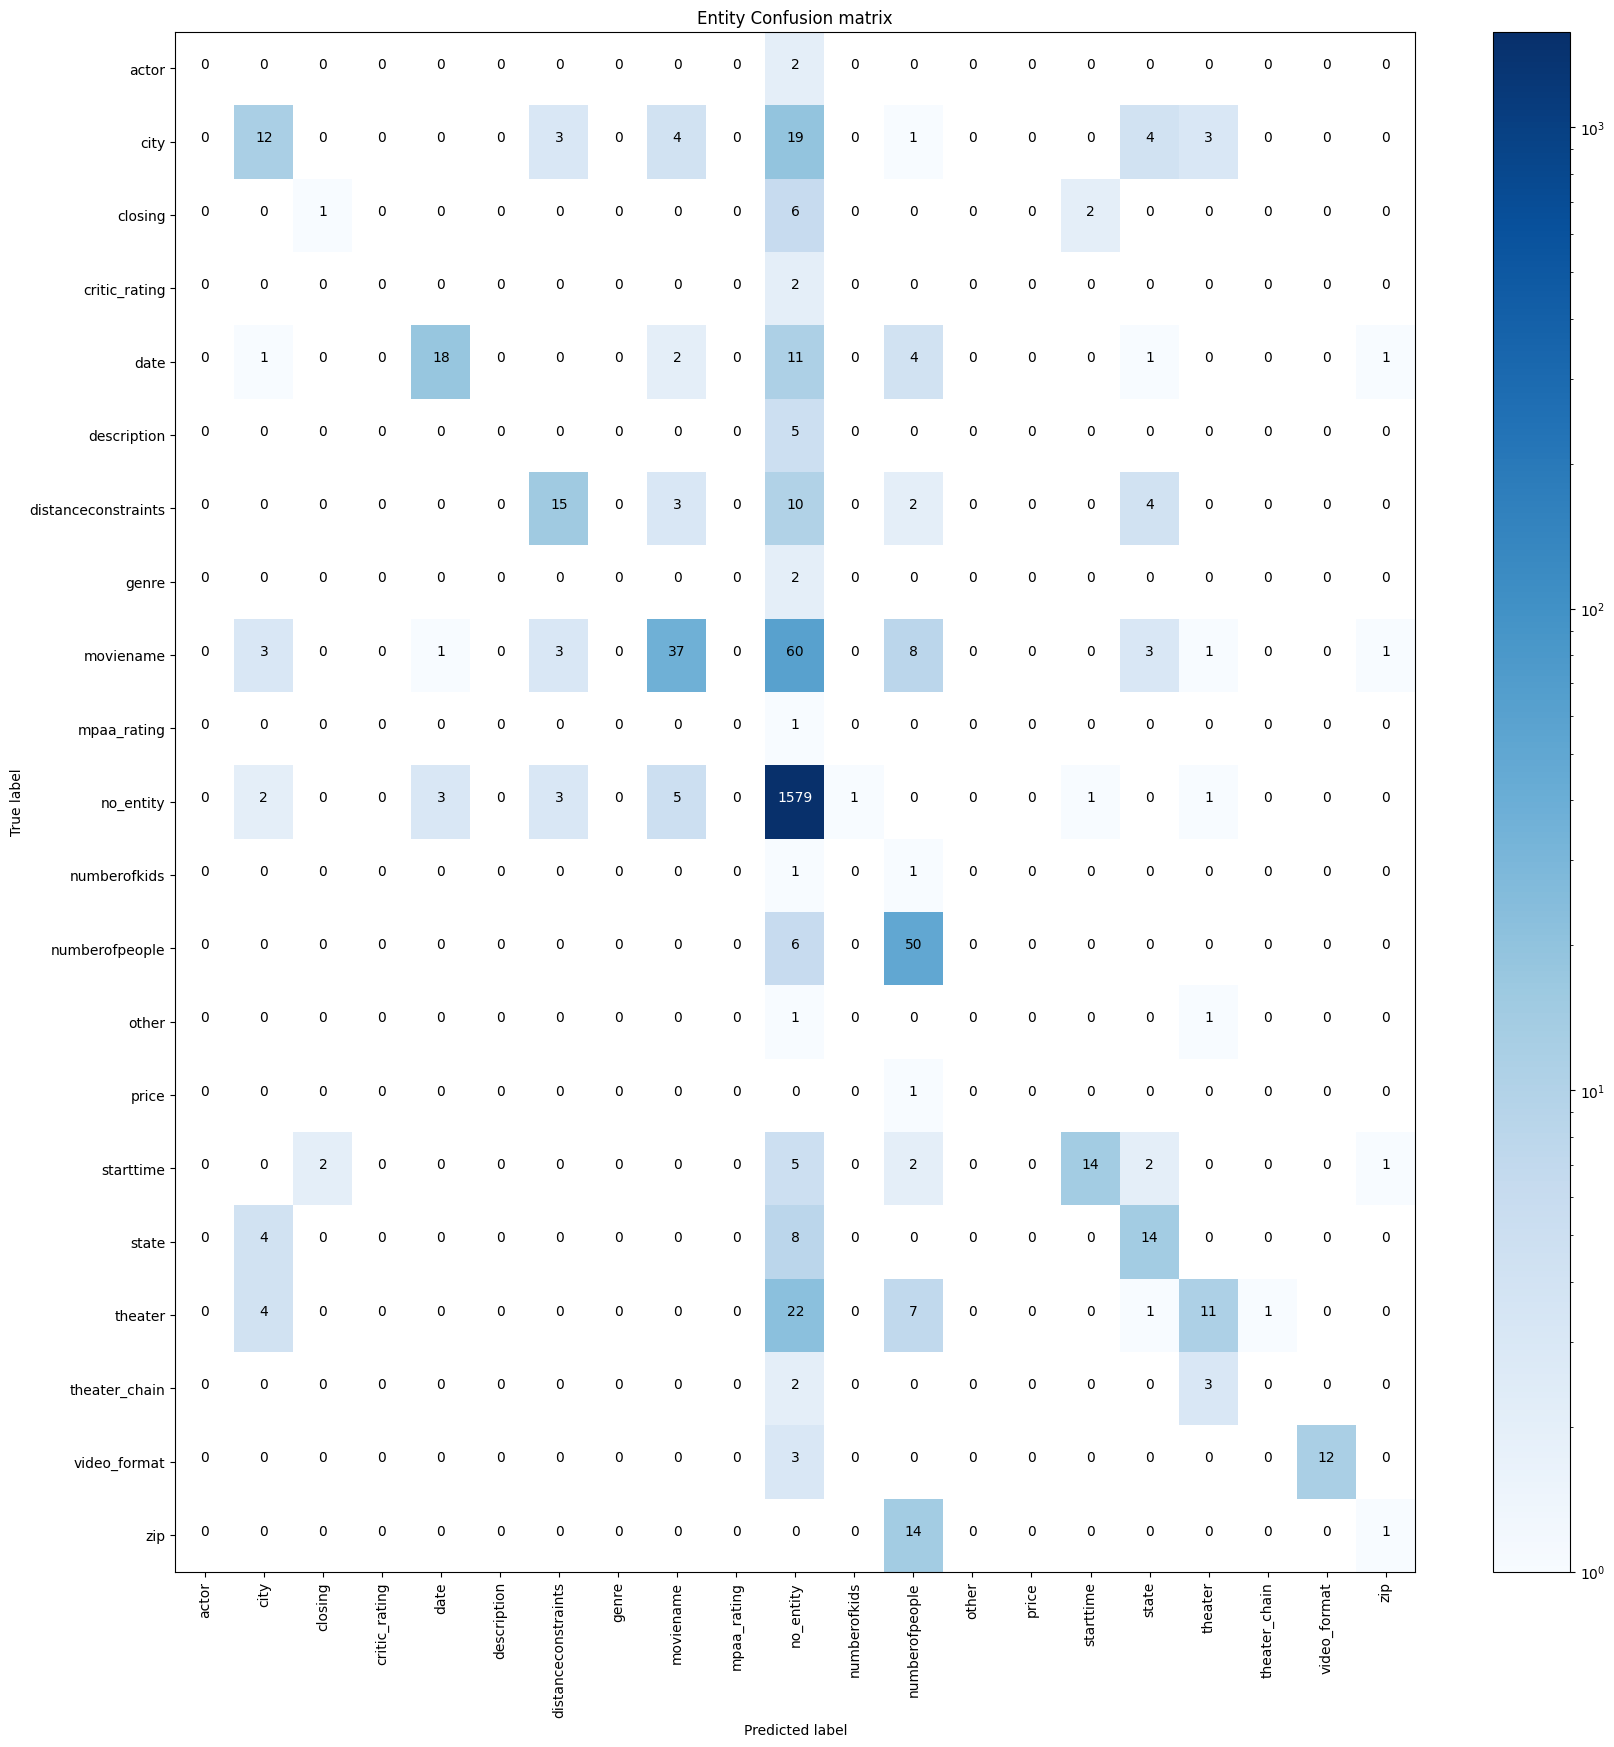 Entity Confusion matrix
True label
actor 0 0 0 0 0 0 0 0 0 0 2 0 0 0 0 0 0 0 0 0 0
city 0 12 0 0 0 0 3 0 4 0 19 0 1 0 0 0 4 3 0 0 0
closing 0 0 1 0 0 0 0 0 0 0 6 0 0 0 0 2 0 0 0 0 0
critic_rating 0 0 0 0 0 0 0 0 0 0 2 0 0 0 0 0 0 0 0 0 0
date 0 1 0 0 18 0 0 0 2 0 11 0 4 0 0 0 1 0 0 0 1
description 0 0 0 0 0 0 0 0 0 0 5 0 0 0 0 0 0 0 0 0 0
distanceconstraints 0 0 0 0 0 0 15 0 3 0 10 0 2 0 0 0 4 0 0 0 0
genre 0 0 0 0 0 0 0 0 0 0 2 0 0 0 0 0 0 0 0 0 0
moviename 0 3 0 0 1 0 3 0 37 0 60 0 8 0 0 0 3 1 0 0 1
mpaa_rating 0 0 0 0 0 0 0 0 0 0 1 0 0 0 0 0 0 0 0 0 0
no_entity 0 2 0 0 3 0 3 0 5 0 1579 1 0 0 0 1 0 1 0 0 0
numberofkids 0 0 0 0 0 0 0 0 0 0 1 0 1 0 0 0 0 0 0 0 0
numberofpeople 0 0 0 0 0 0 0 0 0 0 6 0 50 0 0 0 0 0 0 0 0
other 0 0 0 0 0 0 0 0 0 0 1 0 0 0 0 0 0 1 0 0 0
price 0 0 0 0 0 0 0 0 0 0 0 0 1 0 0 0 0 0 0 0 0
starttime 0 0 2 0 0 0 0 0 0 0 5 0 2 0 0 14 2 0 0 0 1
state 0 4 0 0 0 0 0 0 0 0 8 0 0 0 0 0 14 0 0 0 0
theater 0 4 0 0 0 0 0 0 0 0 22 0 7 0 0 0 1 11 1 0 0
theater_chain 0 0 0 0 0 0 0 0 0 0 2 0 0 0 0 0 0 3 0 0 0
video_format 0 0 0 0 0 0 0 0 0 0 3 0 0 0 0 0 0 0 0 12 0
zip 0 0 0 0 0 0 0 0 0 0 0 0 14 0 0 0 0 0 0 0 1
actor city closing critic_rating date description distanceconstraints genre moviename mpaa_rating no_entity numberofkids numberofpeople other price starttime state theater theater_chain video_format zip
Predicted label
10³
10²
10¹
10⁰